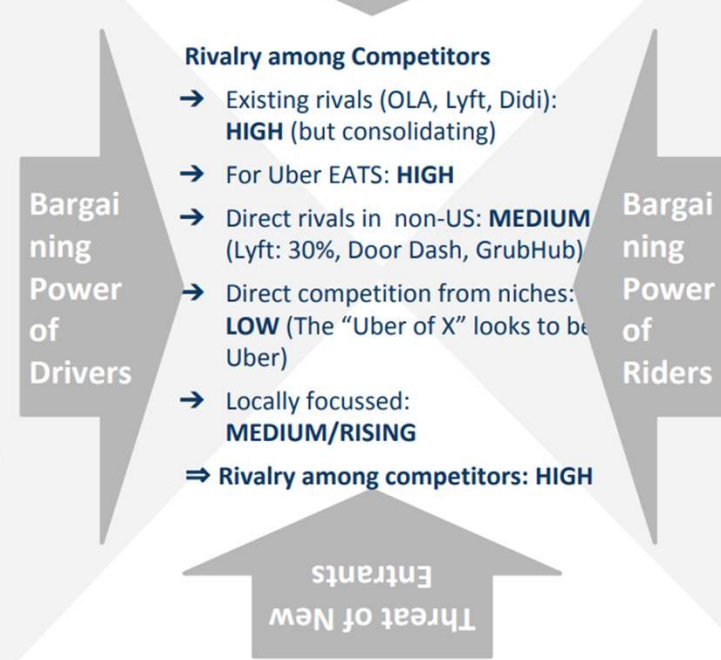 Rivalry among Competitors
➔ Existing rivals (OLA, Lyft, Didi):
HIGH (but consolidating)
➔ For Uber EATS: HIGH
➔ Direct rivals in non-US: MEDIUM
(Lyft: 30%, Door Dash, GrubHub)
➔ Direct competition from niches:
LOW (The “Uber of X” looks to be
Uber)
➔ Locally focussed:
MEDIUM/RISING
⇒ Rivalry among competitors: HIGH
Bargai
ning
Power
of
Drivers
Bargai
ning
Power
of
Riders
Threat of New
Entrants